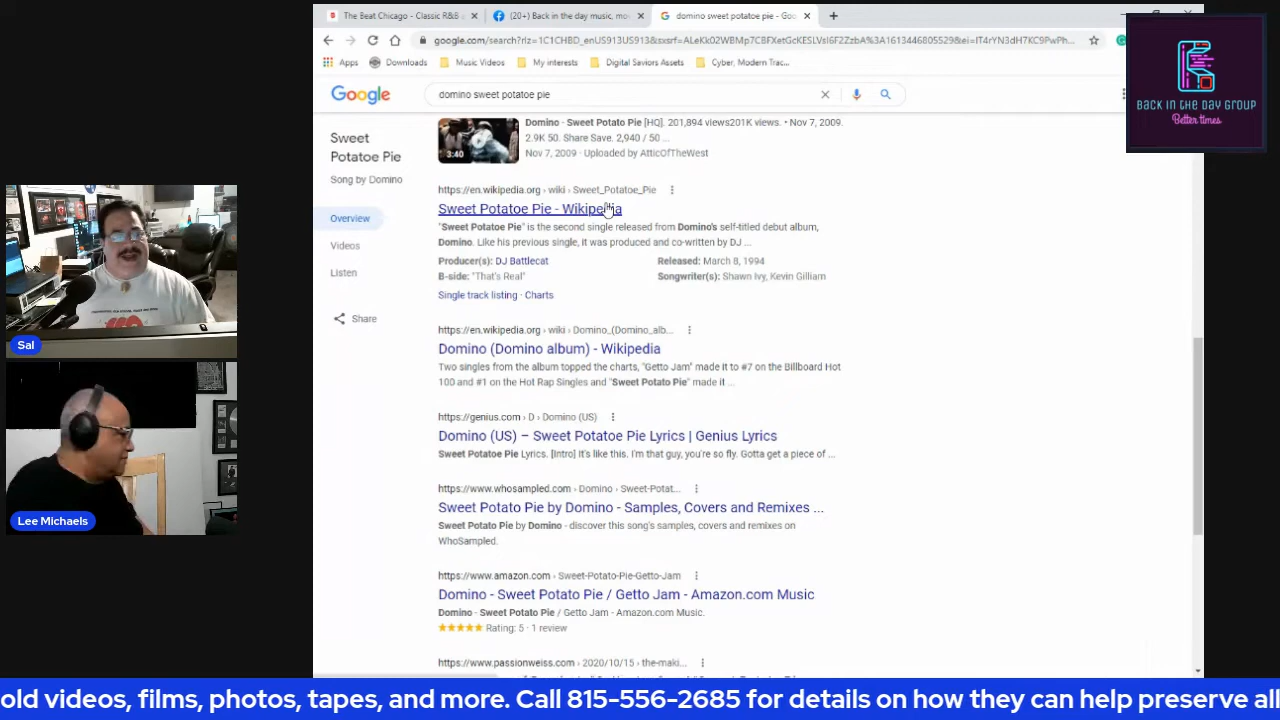 The Beat Chicago - Classic R&B a
(20+) Back in the day music, mo
domino sweet potatoe pie - Goo
google.com/search?rlz=1C1CHBD_enUS913US913&sxsrf=ALeKk02WBMp7CBFXetGcKESLVsl6F2ZzbA%3A1613446805529&ei=IT4rYN3dH7KC9PwPh...
Apps
Downloads
Music Videos
My interests
Digital Saviors Assets
Cyber, Modern Trac...
BACK IN THE DAY GROUP
Better times
Google
domino sweet potatoe pie
Sweet
Potatoe Pie
Song by Domino
Overview
Videos
Listen
Share
3:40
Domino - Sweet Potato Pie [HQ]. 201,894 views201K views. • Nov 7, 2009.
2.9K 50. Share Save. 2,940 / 50 ...
Nov 7, 2009 · Uploaded by AtticOfTheWest
https://en.wikipedia.org › wiki › Sweet_Potatoe_Pie
Sweet Potatoe Pie - Wikipedia
"Sweet Potatoe Pie" is the second single released from Domino's self-titled debut album,
Domino. Like his previous single, it was produced and co-written by DJ ...
Producer(s): DJ Battlecat
Released: March 8, 1994
B-side: "That's Real"
Songwriter(s): Shawn Ivy, Kevin Gilliam
Single track listing · Charts
https://en.wikipedia.org › wiki › Domino_(Domino_alb...
Domino (Domino album) - Wikipedia
Two singles from the album topped the charts, "Getto Jam" made it to #7 on the Billboard Hot
100 and #1 on the Hot Rap Singles and "Sweet Potato Pie" made it ...
https://genius.com › D › Domino (US)
Domino (US) – Sweet Potatoe Pie Lyrics | Genius Lyrics
Sweet Potatoe Pie Lyrics. [Intro] It's like this. I'm that guy, you're so fly. Gotta get a piece of ...
https://www.whosampled.com › Domino › Sweet-Potat...
Sweet Potato Pie by Domino - Samples, Covers and Remixes ...
Sweet Potato Pie by Domino - discover this song's samples, covers and remixes on
WhoSampled.
https://www.amazon.com › Sweet-Potato-Pie-Getto-Jam
Domino - Sweet Potato Pie / Getto Jam - Amazon.com Music
Domino - Sweet Potato Pie / Getto Jam - Amazon.com Music.
Rating: 5 · 1 review
https://www.passionweiss.com › 2020/10/15 › the-maki...
Sal
Lee Michaels
old videos, films, photos, tapes, and more. Call 815-556-2685 for details on how they can help preserve all